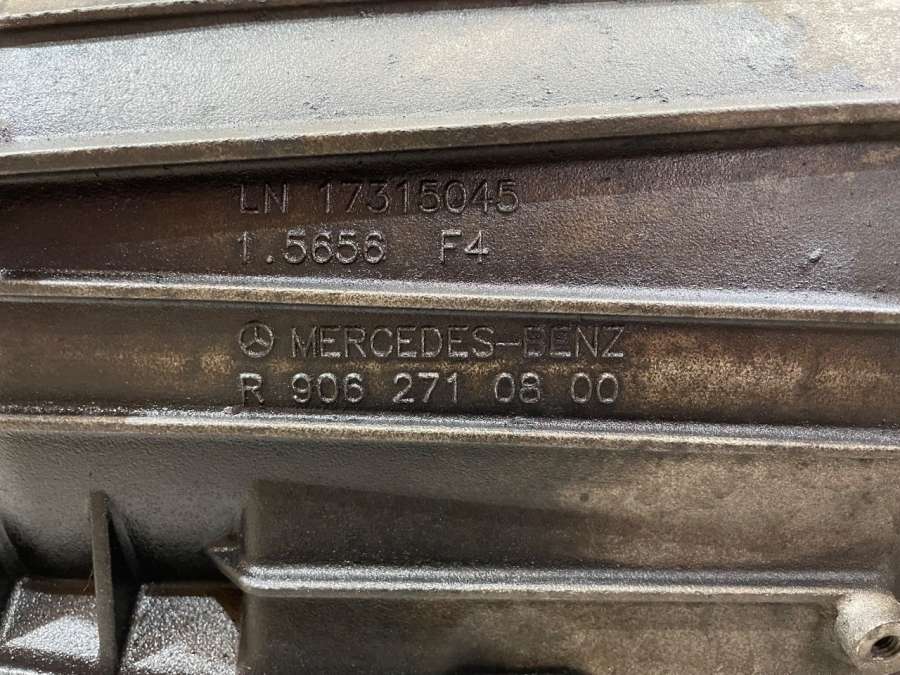 LN 17315045
1.5656 F4
MERCEDES-BENZ
R 906 271 08 00